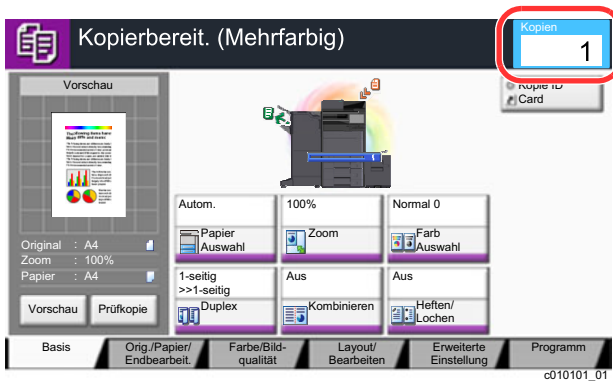 Kopierbereit. (Mehrfarbig)
Kopien
1
Kopie ID
Card
Vorschau
Original : A4
Zoom : 100%
Papier : A4
Vorschau
Prüfkopie
Autom.
Papier
Auswahl
100%
Zoom
Normal 0
Farb
Auswahl
1-seitig
>>1-seitig
Duplex
Aus
Kombinieren
Aus
Heften/
Lochen
Basis
Orig./Papier/
Endbearbeit.
Farbe/Bild-
qualität
Layout/
Bearbeiten
Erweiterte
Einstellung
Programm
c010101_01